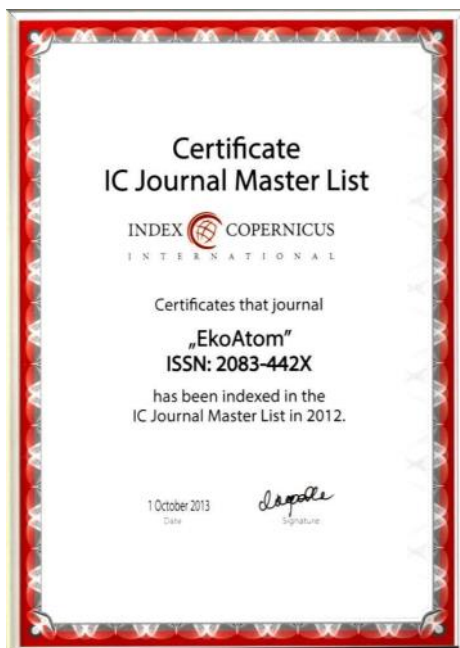 Certificate
IC Journal Master List
INDEX COPERNICUS
INTERNATIONAL
Certificates that journal
„EkoAtom”
ISSN: 2083-442X
has been indexed in the
IC Journal Master List in 2012.
1 October 2013
Date
Signature